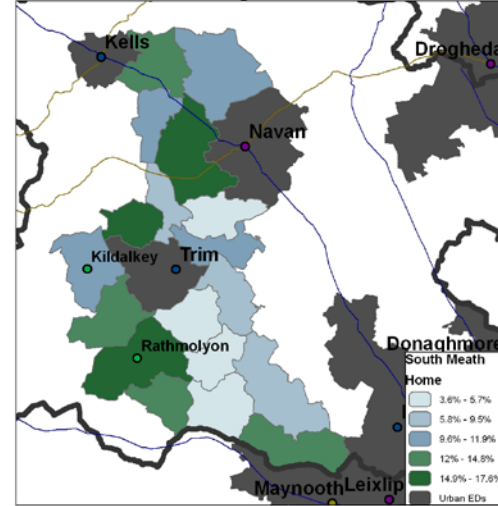 Kells
Drogheda
Navan
Kildalkey
Trim
Rathmolyon
Donaghmore
South Meath
Home
3.6% - 5.7%
5.8% - 9.5%
9.6% - 11.9%
12% - 14.8%
14.9% - 17.6%
Urban EDs
Maynooth
Leixlip